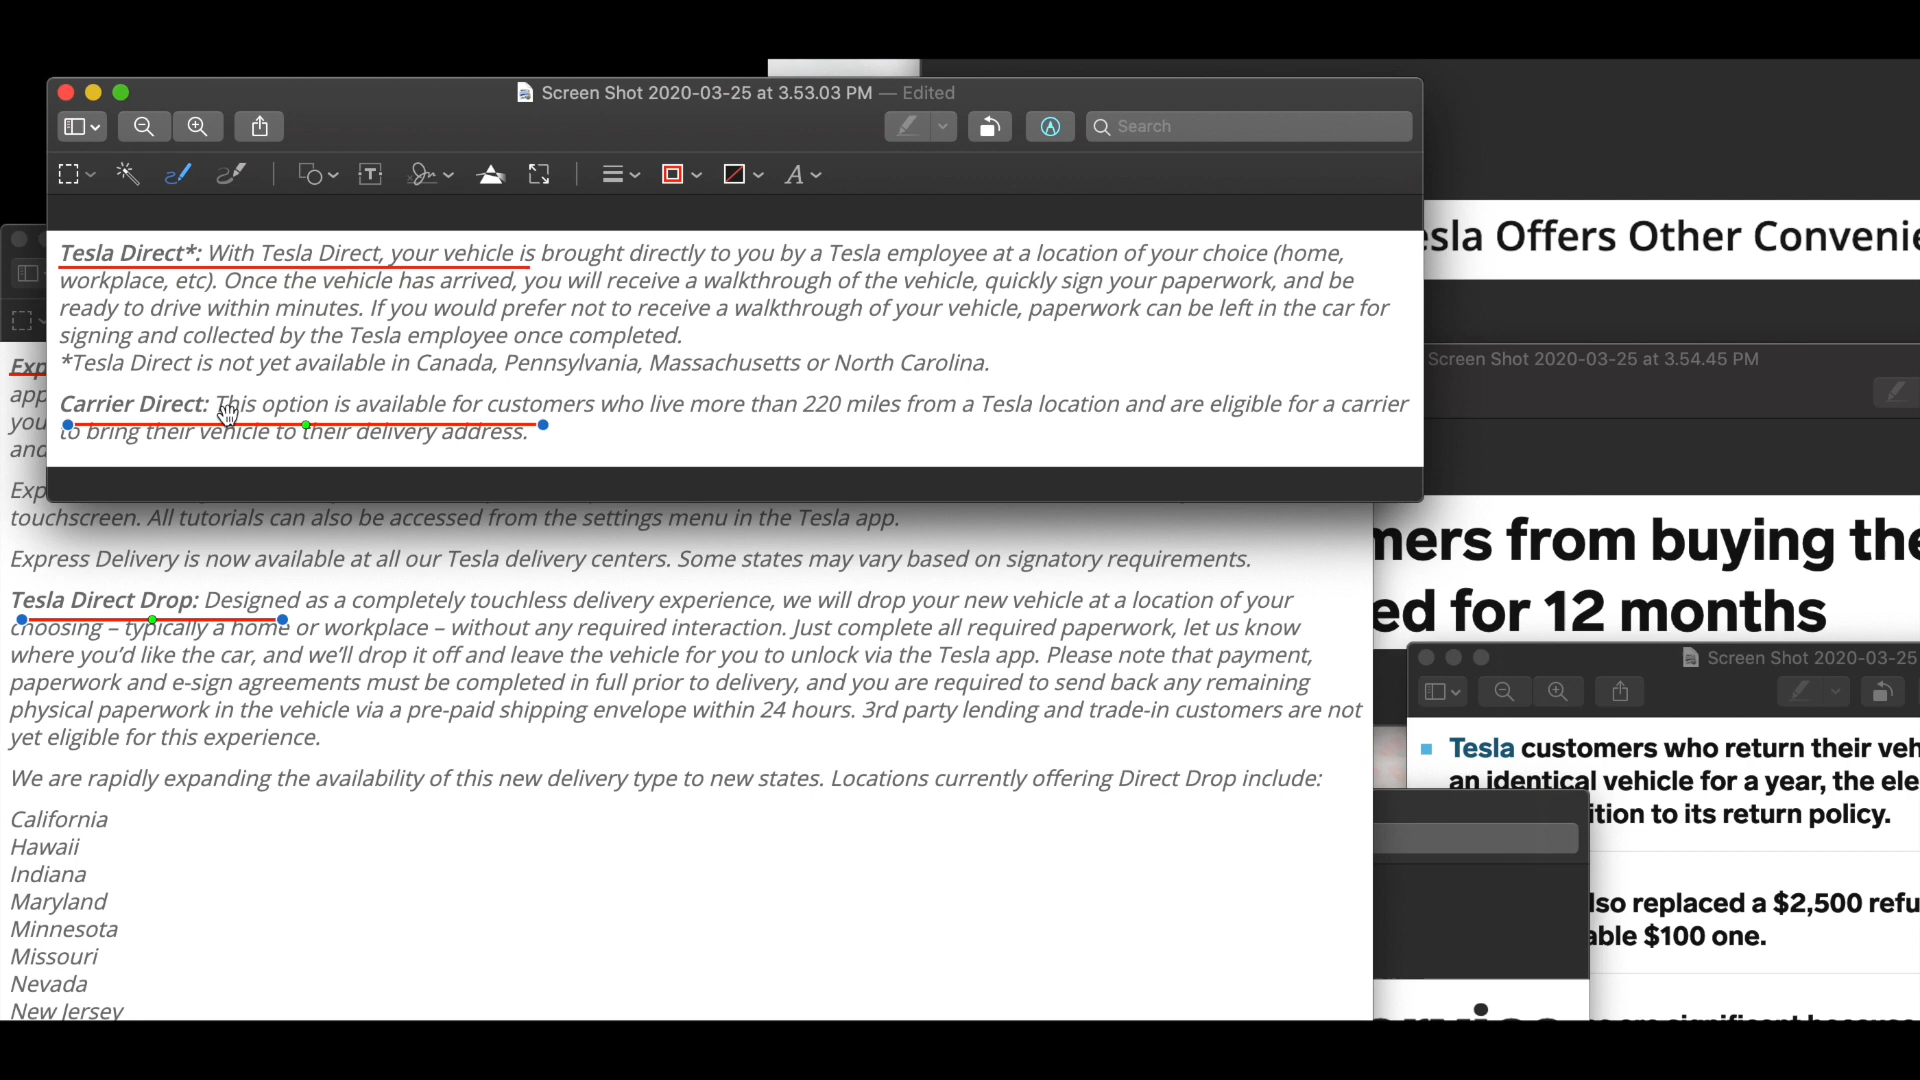 Screen Shot 2020-03-25 at 3.53.03 PM — Edited
Search
Tesla Direct*: With Tesla Direct, your vehicle is brought directly to you by a Tesla employee at a location of your choice (home,
workplace, etc). Once the vehicle has arrived, you will receive a walkthrough of the vehicle, quickly sign your paperwork, and be
ready to drive within minutes. If you would prefer not to receive a walkthrough of your vehicle, paperwork can be left in the car for
signing and collected by the Tesla employee once completed.
*Tesla Direct is not yet available in Canada, Pennsylvania, Massachusetts or North Carolina.
Carrier Direct: This option is available for customers who live more than 220 miles from a Tesla location and are eligible for a carrier
to bring their vehicle to their delivery address.
Exp
app
you
and
Exp
touchscreen. All tutorials can also be accessed from the settings menu in the Tesla app.
Express Delivery is now available at all our Tesla delivery centers. Some states may vary based on signatory requirements.
Tesla Direct Drop: Designed as a completely touchless delivery experience, we will drop your new vehicle at a location of your
choosing – typically a home or workplace – without any required interaction. Just complete all required paperwork, let us know
where you'd like the car, and we'll drop it off and leave the vehicle for you to unlock via the Tesla app. Please note that payment,
paperwork and e-sign agreements must be completed in full prior to delivery, and you are required to send back any remaining
physical paperwork in the vehicle via a pre-paid shipping envelope within 24 hours. 3rd party lending and trade-in customers are not
yet eligible for this experience.
We are rapidly expanding the availability of this new delivery type to new states. Locations currently offering Direct Drop include:
California
Hawaii
Indiana
Maryland
Minnesota
Missouri
Nevada
New Jersey
esla Offers Other Convenie
Screen Shot 2020-03-25 at 3.54.45 PM
mers from buying the
ed for 12 months
Screen Shot 2020-03-25
Tesla customers who return their veh
an identical vehicle for a year, the ele
ition to its return policy.
lso replaced a $2,500 refu
able $100 one.